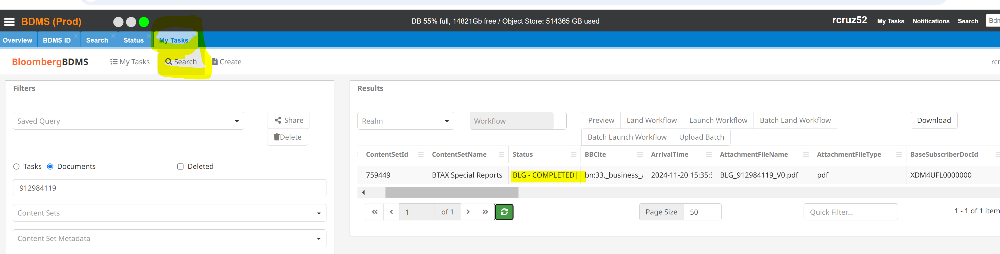 BDMS (Prod) DB 55% full, 14821Gb free / Object Store: 514365 GB used rcruz52 My Tasks Notifications Search Bdm
Overview BDMS ID Search Status My Tasks
BloombergBDMS My Tasks Search Create rcr
Filters Results
Saved Query Share Realm Workflow Preview Land Workflow Launch Workflow Batch Land Workflow Download
Delete Batch Launch Workflow Upload Batch
ContentSetId ContentSetName Status BBCite ArrivalTime AttachmentFileName AttachmentFileType BaseSubscriberDocId
Tasks Documents Deleted
759449 BTAX Special Reports BLG - COMPLETED | bn:33._business_ 2024-11-20 15:35: BLG_912984119_V0.pdf pdf XDM4UFL0000000
912984119
1 of 1 Page Size 50 Quick Filter... 1 - 1 of 1 item
Content Sets
Content Set Metadata